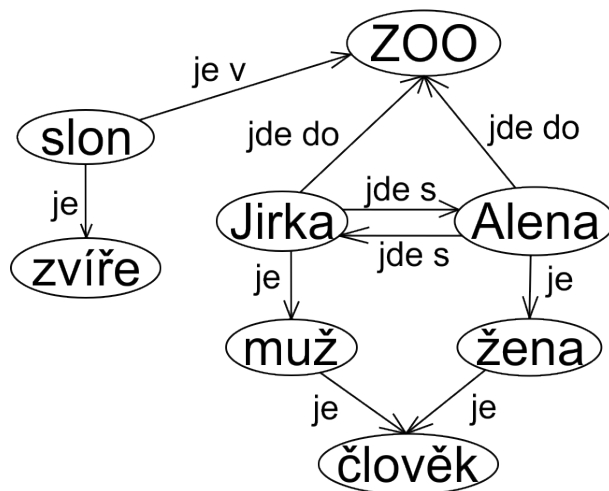 ZOO
je v
slon
jde do
jde do
je
jde s
Jirka
Alena
jde s
zvíře
je
je
muž
žena
je
je
člověk